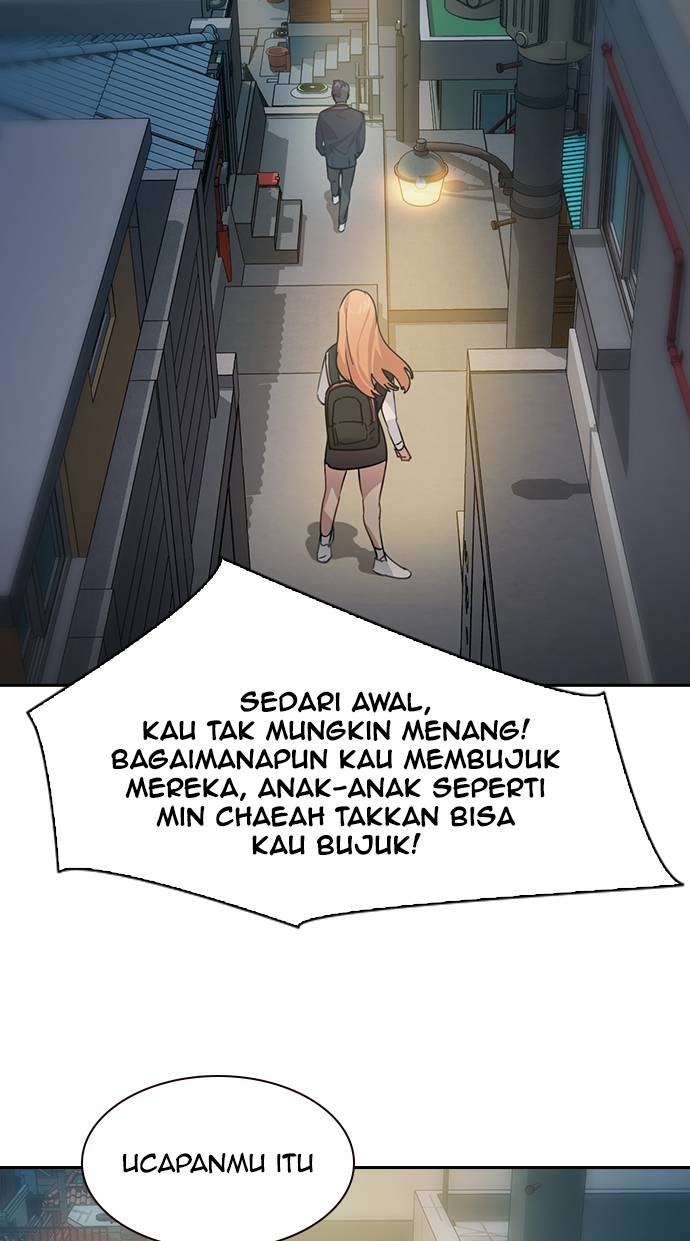 SEDARI AWAL,
KAU TAK MUNGKIN MENANG!
BAGAIMANAPUN KAU MEMBUJUK
MEREKA, ANAK-ANAK SEPERTI
MIN CHAEAH TAKKAN BISA
KAU BUJUK!
UCAPANMU ITU